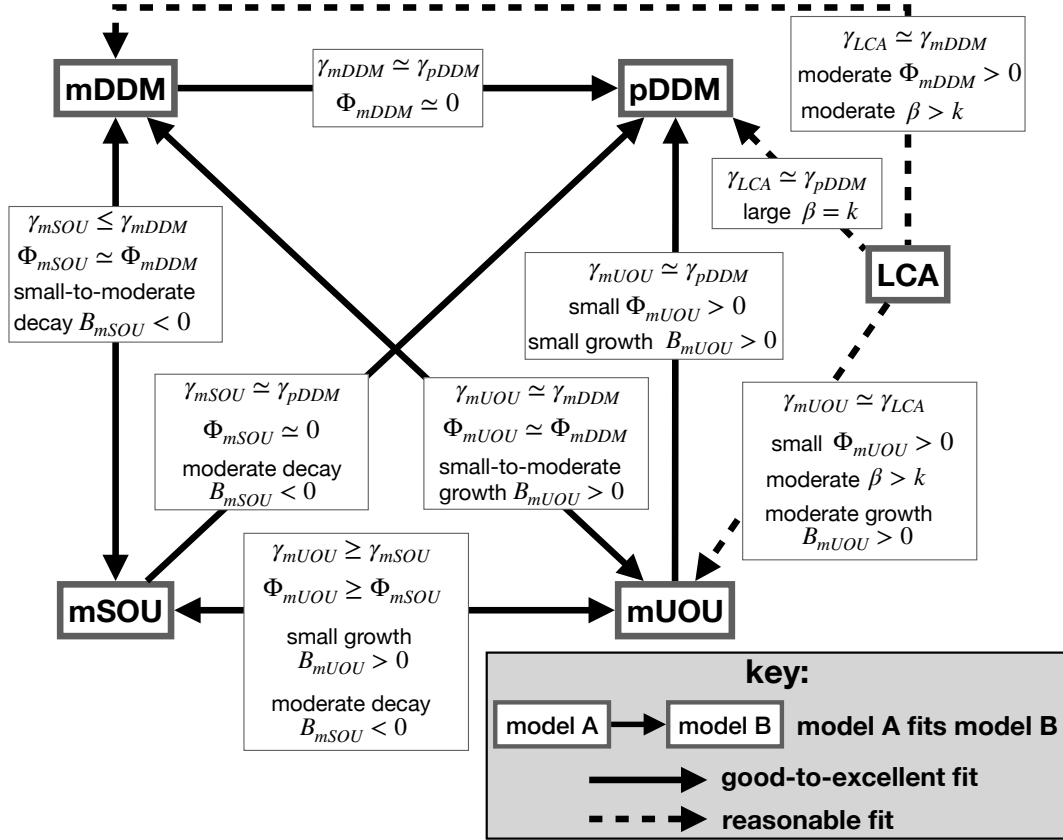 mDDM
γ_mDDM ≃ γ_pDDM
Φ_mDDM ≃ 0
pDDM
γ_LCA ≃ γ_mDDM
moderate Φ_mDDM > 0
moderate β > k
γ_LCA ≃ γ_pDDM
large β = k
LCA
γ_mSOU ≤ γ_mDDM
Φ_mSOU ≃ Φ_mDDM
small-to-moderate
decay B_mSOU < 0
γ_mUOU ≃ γ_pDDM
small Φ_mUOU > 0
small growth B_mUOU > 0
γ_mSOU ≃ γ_pDDM
Φ_mSOU ≃ 0
moderate decay
B_mSOU < 0
γ_mUOU ≃ γ_mDDM
Φ_mUOU ≃ Φ_mDDM
small-to-moderate
growth B_mUOU > 0
γ_mUOU ≃ γ_LCA
small Φ_mUOU > 0
moderate β > k
moderate growth
B_mUOU > 0
mSOU
γ_mUOU ≥ γ_mSOU
Φ_mUOU ≥ Φ_mSOU
small growth
B_mUOU > 0
moderate decay
B_mSOU < 0
mUOU
key:
model A
model B
model A fits model B
good-to-excellent fit
reasonable fit